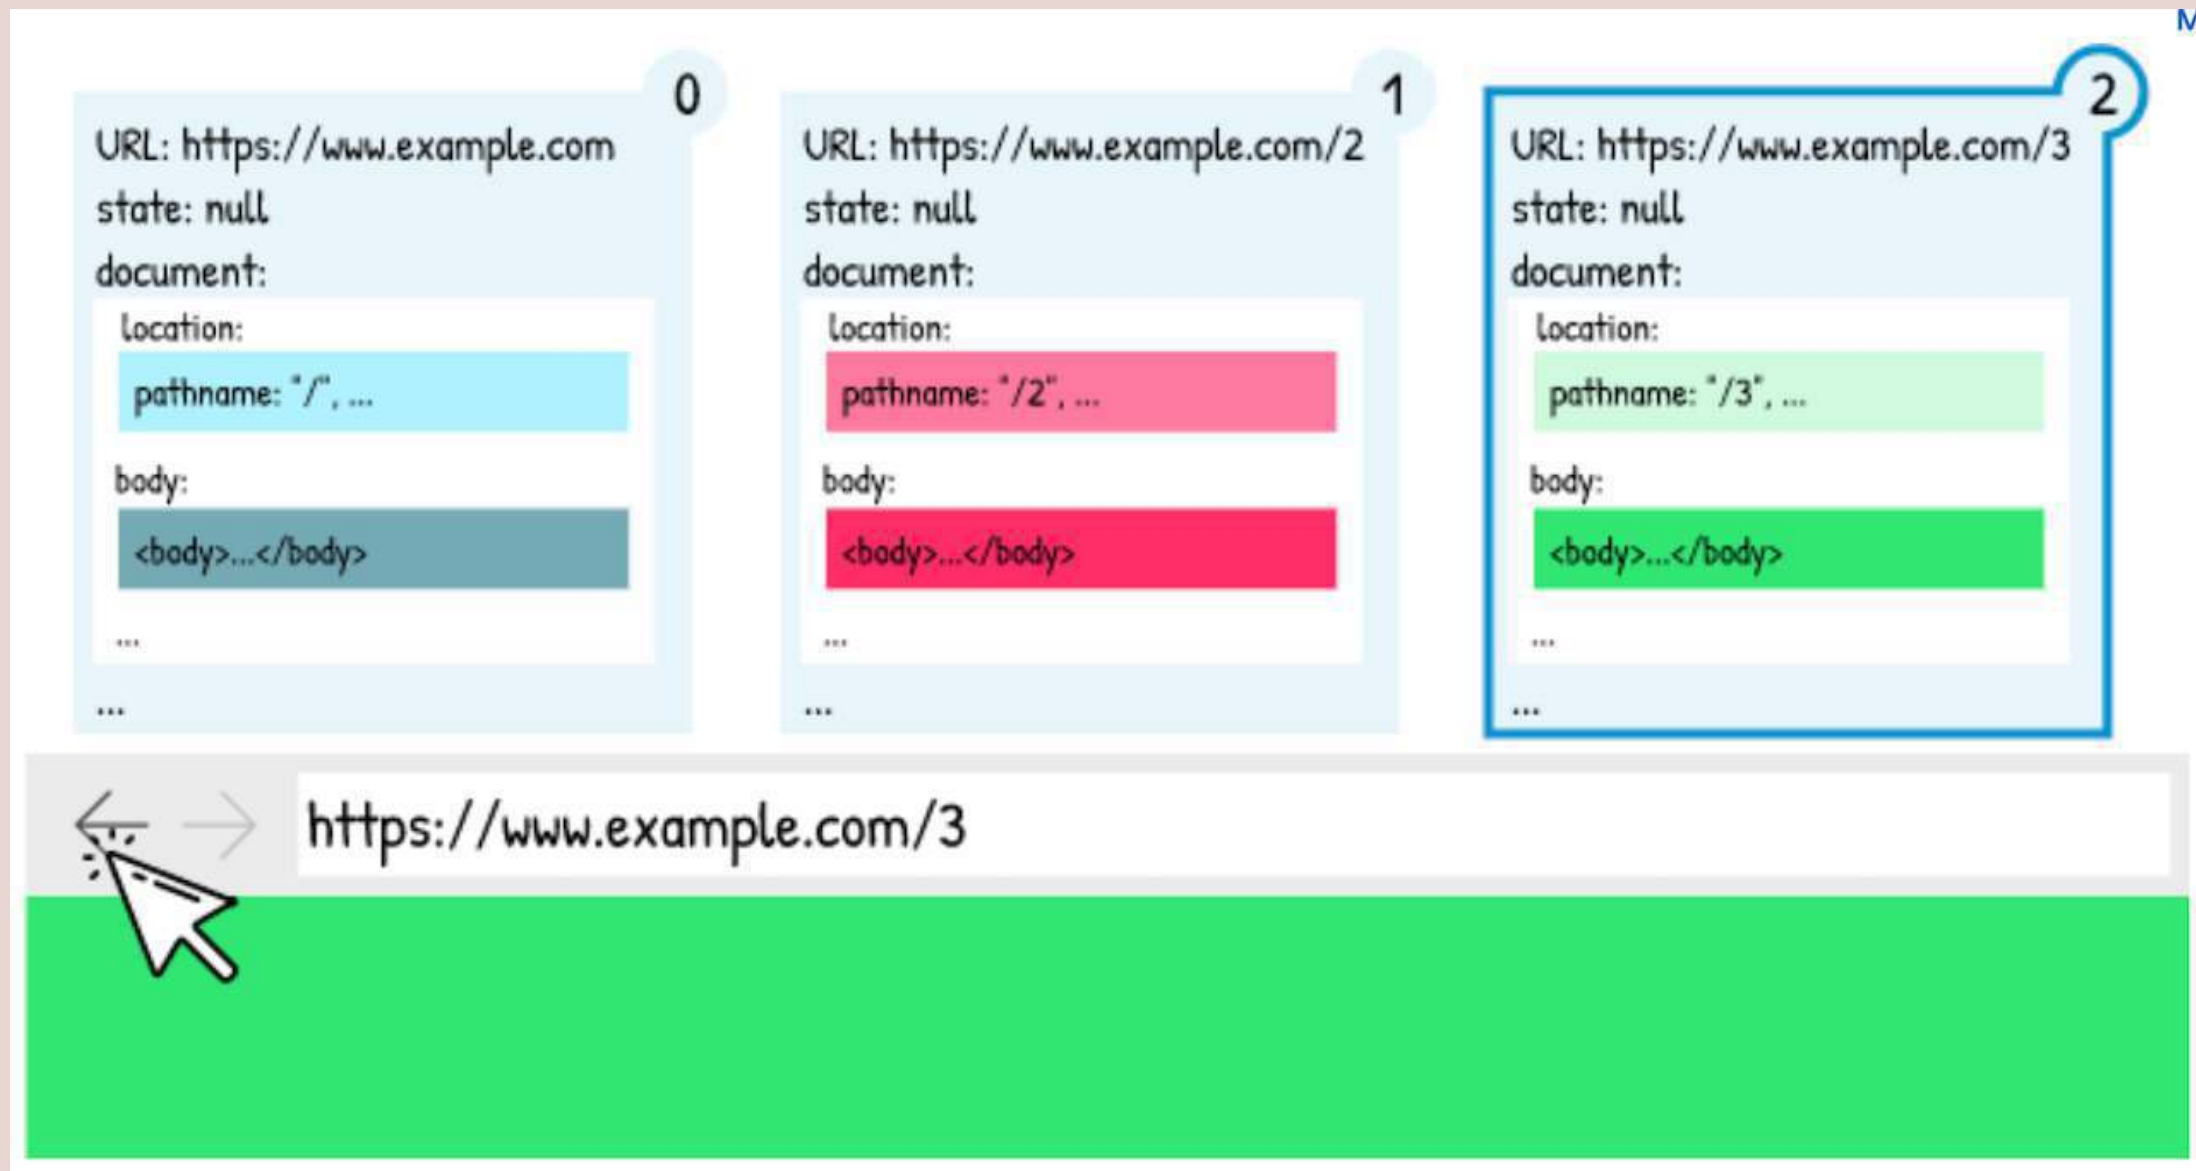 0
URL: https://www.example.com
state: null
document:
location:
pathname: "/", ...
body:
<body>...</body>
...
...
1
URL: https://www.example.com/2
state: null
document:
location:
pathname: "/2", ...
body:
<body>...</body>
...
...
2
URL: https://www.example.com/3
state: null
document:
location:
pathname: "/3", ...
body:
<body>...</body>
...
...
https://www.example.com/3